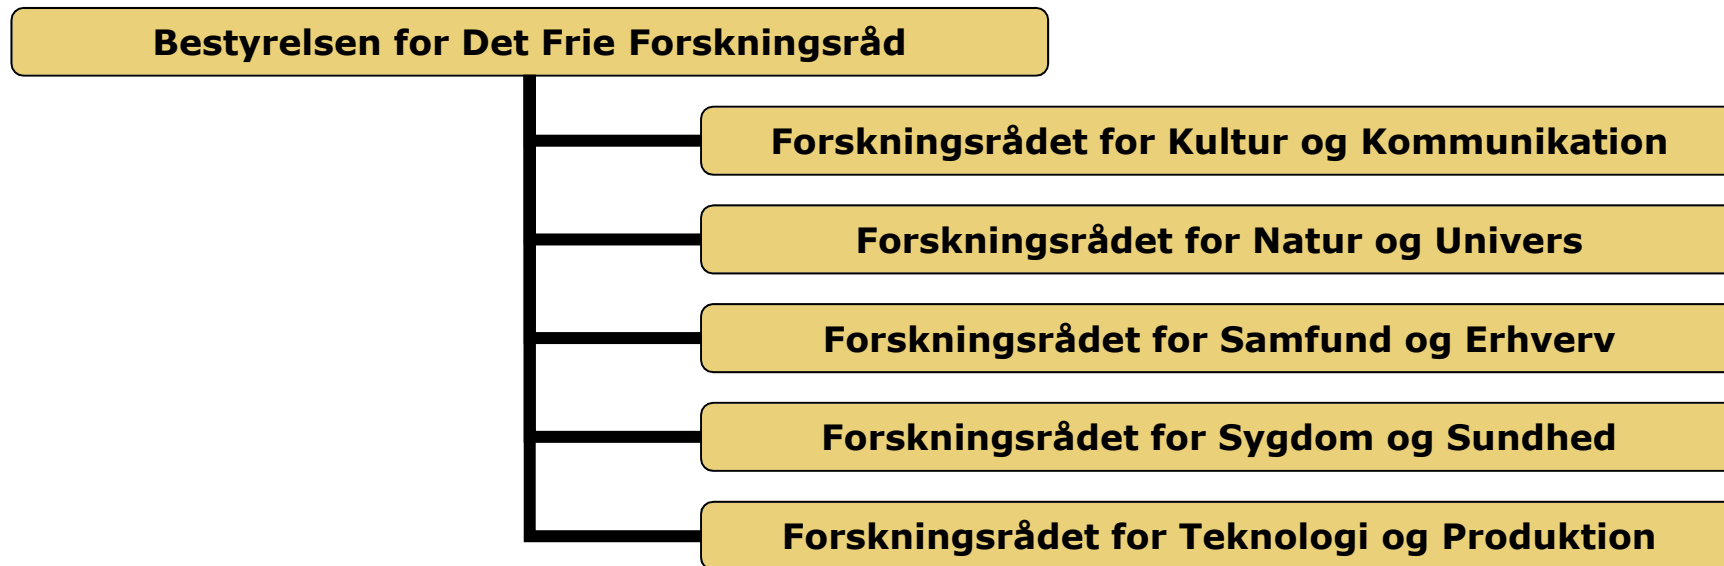 Bestyrelsen for Det Frie Forskningsråd
Forskningsrådet for Kultur og Kommunikation
Forskningsrådet for Natur og Univers
Forskningsrådet for Samfund og Erhverv
Forskningsrådet for Sygdom og Sundhed
Forskningsrådet for Teknologi og Produktion